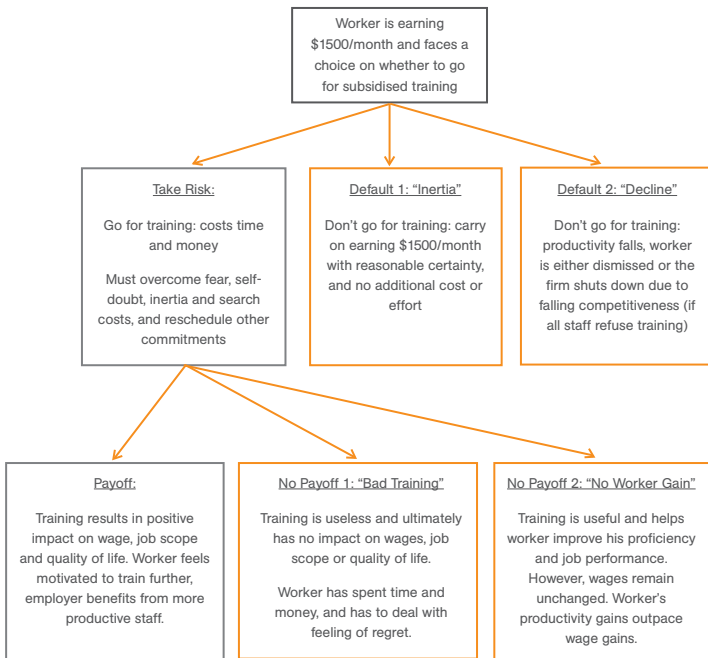 Worker is earning
$1500/month and faces a
choice on whether to go
for subsidised training
Take Risk:
Go for training: costs time
and money
Must overcome fear, self-
doubt, inertia and search
costs, and reschedule other
commitments
Default 1: “Inertia”
Don’t go for training: carry
on earning $1500/month
with reasonable certainty,
and no additional cost or
effort
Default 2: “Decline”
Don’t go for training:
productivity falls, worker
is either dismissed or the
firm shuts down due to
falling competitiveness (if
all staff refuse training)
Payoff:
Training results in positive
impact on wage, job scope
and quality of life. Worker feels
motivated to train further,
employer benefits from more
productive staff.
No Payoff 1: “Bad Training”
Training is useless and ultimately
has no impact on wages, job
scope or quality of life.
Worker has spent time and
money, and has to deal with
feeling of regret.
No Payoff 2: “No Worker Gain”
Training is useful and helps
worker improve his proficiency
and job performance.
However, wages remain
unchanged. Worker’s
productivity gains outpace
wage gains.